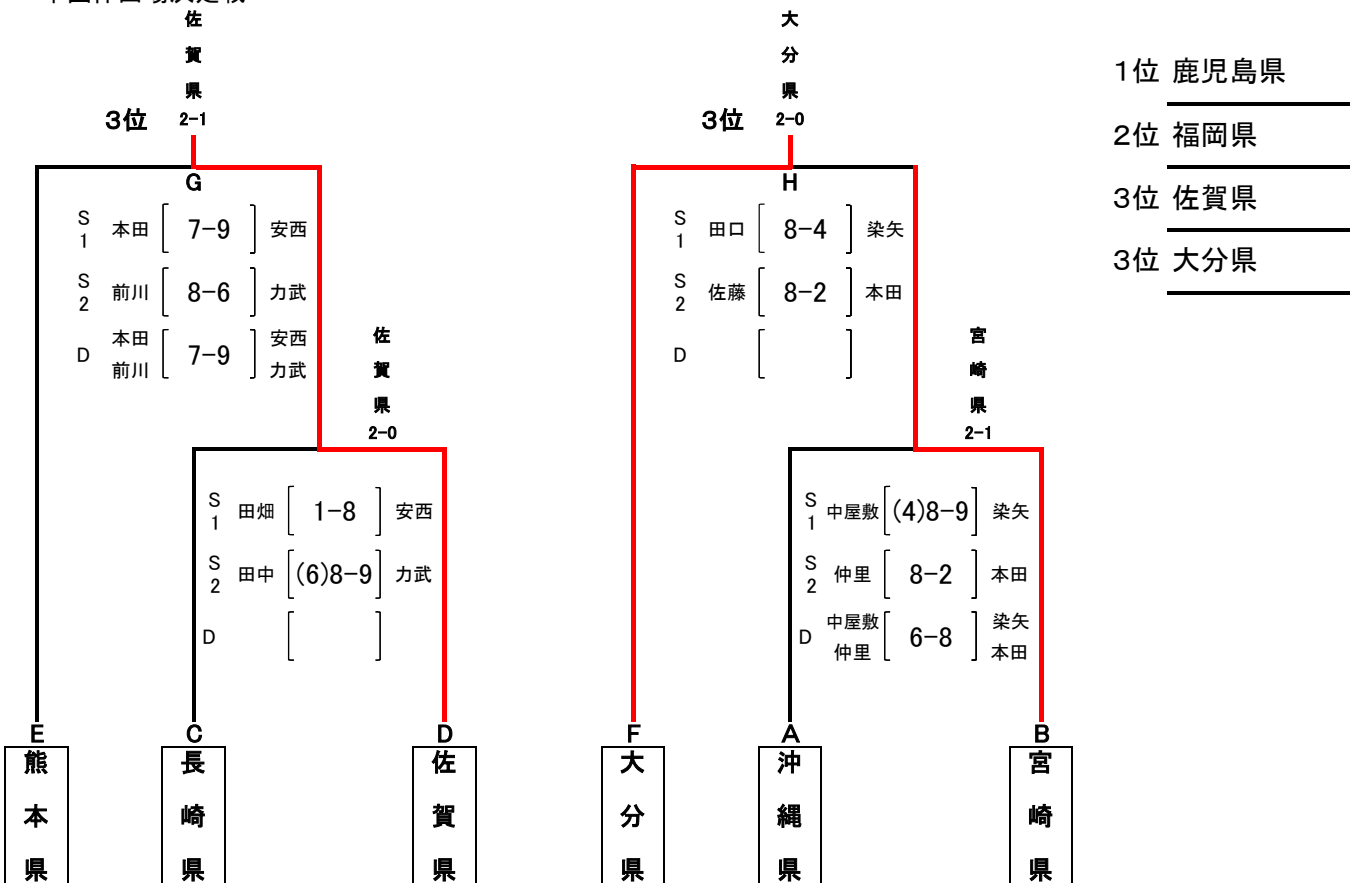 佐賀県
2-1
3位
G
S1 本田 [ 7-9 ] 安西
S2 前川 [ 8-6 ] 力武
D 本田 前川 [ 7-9 ] 安西 力武
佐賀県
2-0
S1 田畑 [ 1-8 ] 安西
S2 田中 [ (6)8-9 ] 力武
D [ ]
E
熊本県
C
長崎県
D
佐賀県
大分県
2-0
3位
H
S1 田口 [ 8-4 ] 染矢
S2 佐藤 [ 8-2 ] 本田
D [ ]
宮崎県
2-1
S1 中屋敷 [ (4)8-9 ] 染矢
S2 仲里 [ 8-2 ] 本田
D 中屋敷 仲里 [ 6-8 ] 染矢 本田
F
大分県
A
沖縄県
B
宮崎県
1位 鹿児島県
2位 福岡県
3位 佐賀県
3位 大分県